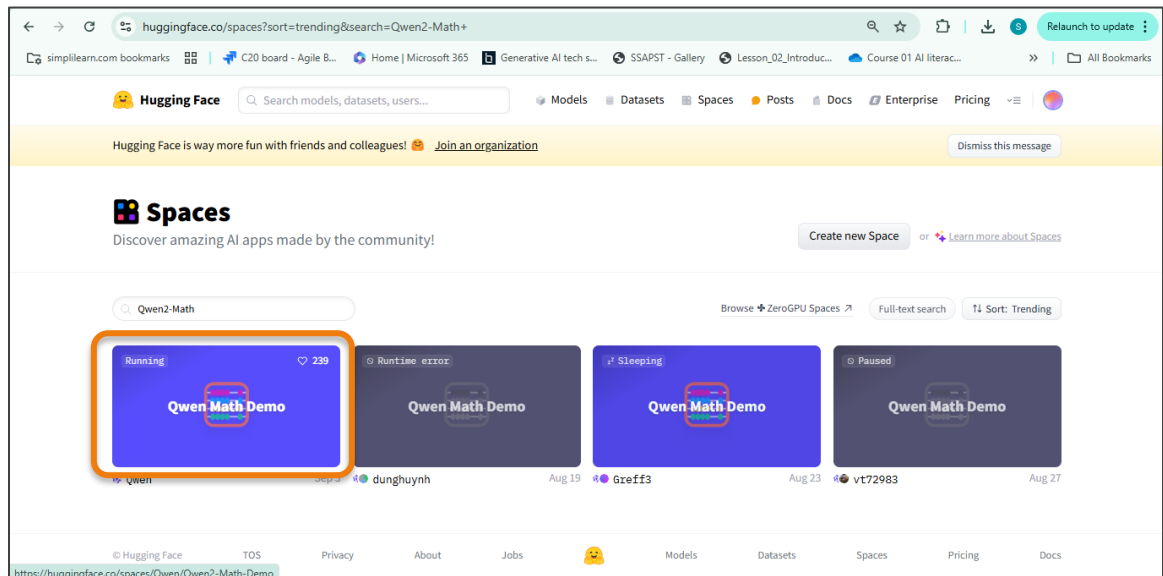 huggingface.co/spaces?sort=trending&search=Qwen2-Math+
S
Relaunch to update
simplilearn.com bookmarks
C20 board - Agile B...
Home | Microsoft 365
Generative AI tech s...
SSAPST - Gallery
Lesson_02_Introduc...
Course 01 AI literac...
»
All Bookmarks
Hugging Face
Search models, datasets, users...
Models
Datasets
Spaces
Posts
Docs
Enterprise
Pricing
Hugging Face is way more fun with friends and colleagues! 🤗 Join an organization
Dismiss this message
Spaces
Discover amazing AI apps made by the community!
Create new Space
or
Learn more about Spaces
Qwen2-Math
Browse ZeroGPU Spaces
Full-text search
Sort: Trending
Running
239
Qwen Math Demo
Qwen
Sep 3
Runtime error
Qwen Math Demo
dunghuynh
Aug 19
Sleeping
Qwen Math Demo
Greff3
Aug 23
Paused
Qwen Math Demo
vt72983
Aug 27
© Hugging Face
TOS
Privacy
About
Jobs
Models
Datasets
Spaces
Pricing
Docs
https://huggingface.co/spaces/Qwen/Qwen2-Math-Demo